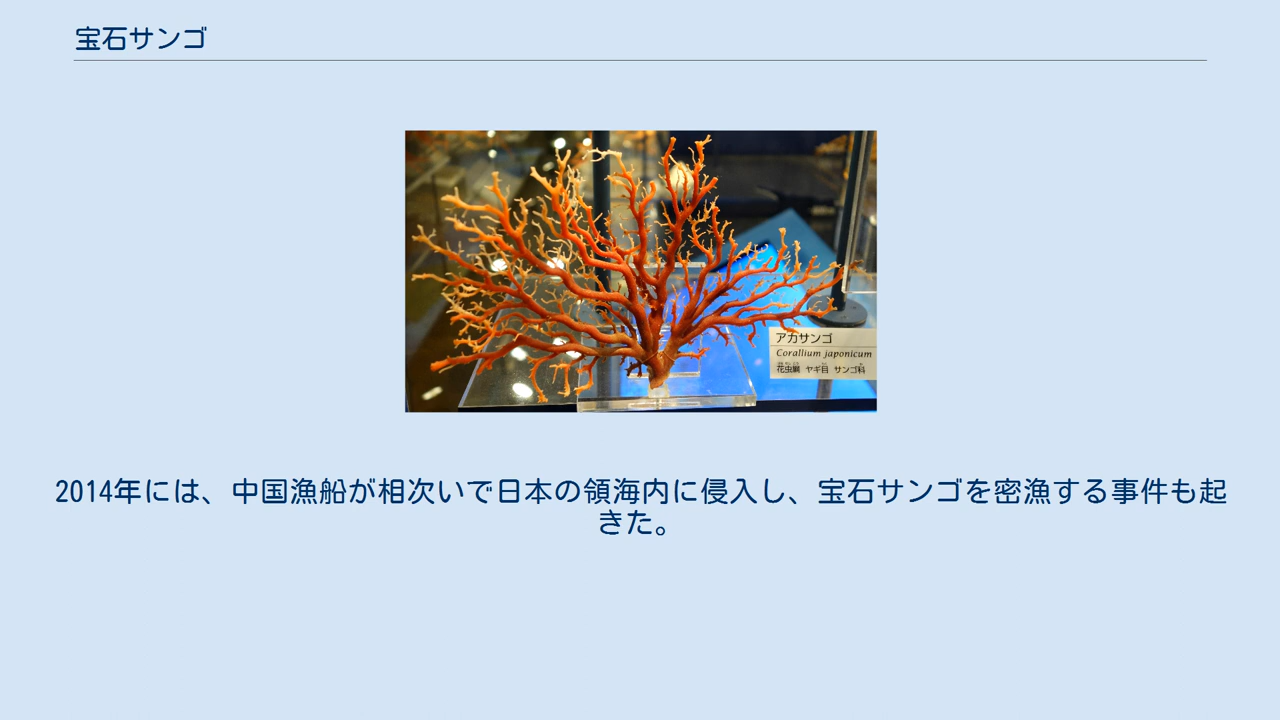 宝石サンゴ
アカサンゴ
Corallium japonicum
花虫綱 ヤギ目 サンゴ科
2014年には、中国漁船が相次いで日本の領海内に侵入し、宝石サンゴを密漁する事件も起
きた。